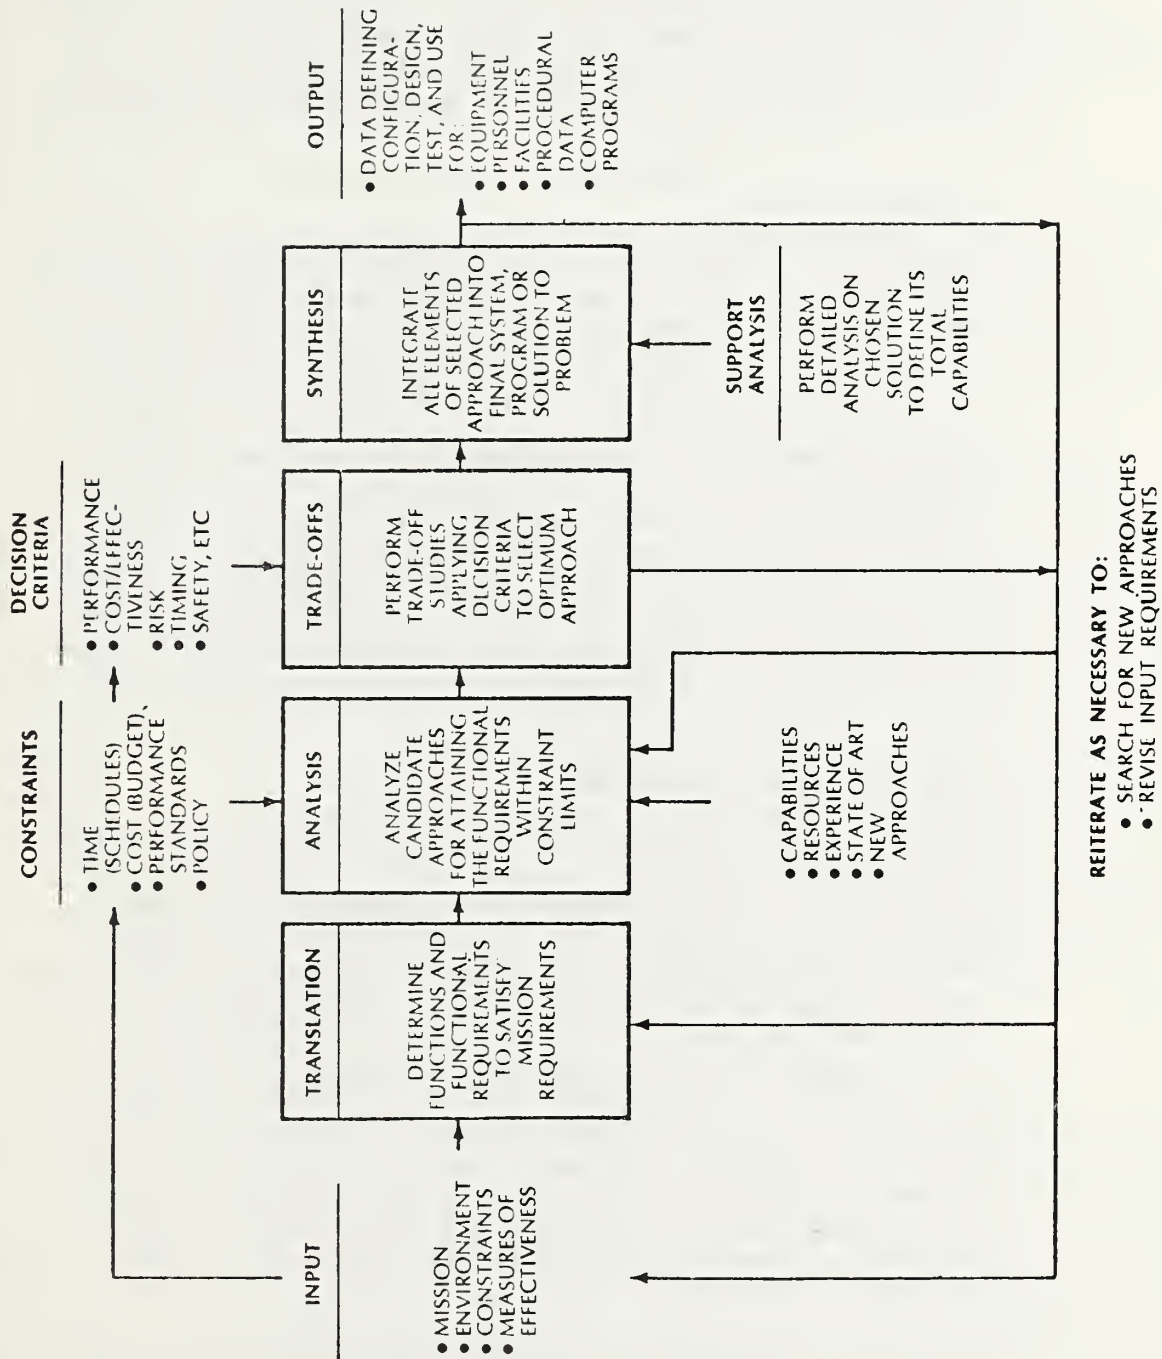 INPUT
• MISSION
• ENVIRONMENT
• CONSTRAINTS
• MEASURES OF
EFFECTIVENESS
CONSTRAINTS
• TIME
(SCHEDULES)
• COST (BUDGET),
• PERFORMANCE
STANDARDS
• POLICY
DECISION
CRITERIA
• PERFORMANCE
• COST/EFFEC-
TIVENESS
• RISK
• TIMING
• SAFETY, ETC
TRANSLATION
DETERMINE
FUNCTIONS AND
FUNCTIONAL
REQUIREMENTS
TO SATISFY
MISSION
REQUIREMENTS
ANALYSIS
ANALYZE
CANDIDATE
APPROACHES
FOR ATTAINING
THE FUNCTIONAL
REQUIREMENTS
WITHIN
CONSTRAINT
LIMITS
TRADE-OFFS
PERFORM
TRADE-OFF
STUDIES
APPLYING
DECISION
CRITERIA
TO SELECT
OPTIMUM
APPROACH
SYNTHESIS
INTEGRATE
ALL ELEMENTS
OF SELECTED
APPROACH INTO
FINAL SYSTEM,
PROGRAM OR
SOLUTION TO
PROBLEM
OUTPUT
• DATA DEFINING
CONFIGURA-
TION, DESIGN,
TEST, AND USE
FOR:
• EQUIPMENT
• PERSONNEL
• FACILITIES
• PROCEDURAL
DATA
• COMPUTER
PROGRAMS
• CAPABILITIES
• RESOURCES
• EXPERIENCE
• STATE OF ART
• NEW
APPROACHES
SUPPORT
ANALYSIS
PERFORM
DETAILED
ANALYSIS ON
CHOSEN
SOLUTION
TO DEFINE ITS
TOTAL
CAPABILITIES
REITERATE AS NECESSARY TO:
• SEARCH FOR NEW APPROACHES
• REVISE INPUT REQUIREMENTS